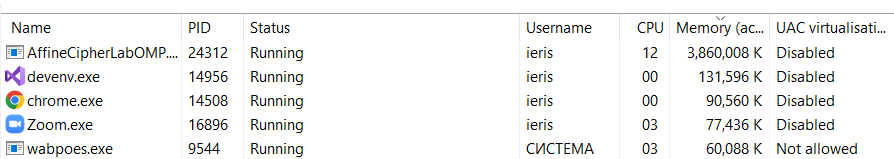 Name PID Status Username CPU Memory (ac... UAC virtualisati...
AffineCipherLabOMP.... 24312 Running ieris 12 3,860,008 K Disabled
devenv.exe 14956 Running ieris 00 131,596 K Disabled
chrome.exe 14508 Running ieris 00 90,560 K Disabled
Zoom.exe 16896 Running ieris 03 77,436 K Disabled
wabpoes.exe 9544 Running СИСТЕМА 03 60,088 K Not allowed